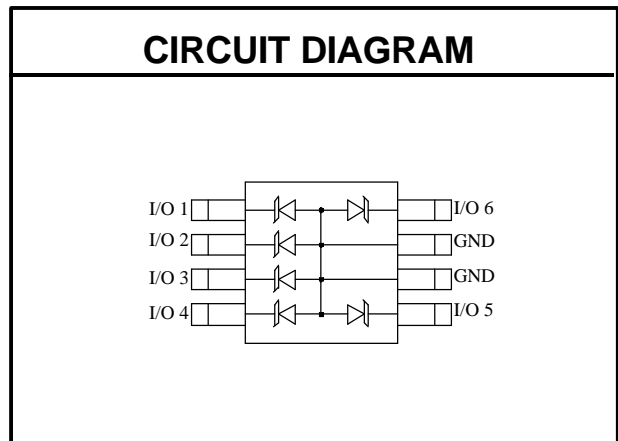 CIRCUIT DIAGRAM
I/O 1
I/O 6
I/O 2
GND
I/O 3
GND
I/O 4
I/O 5